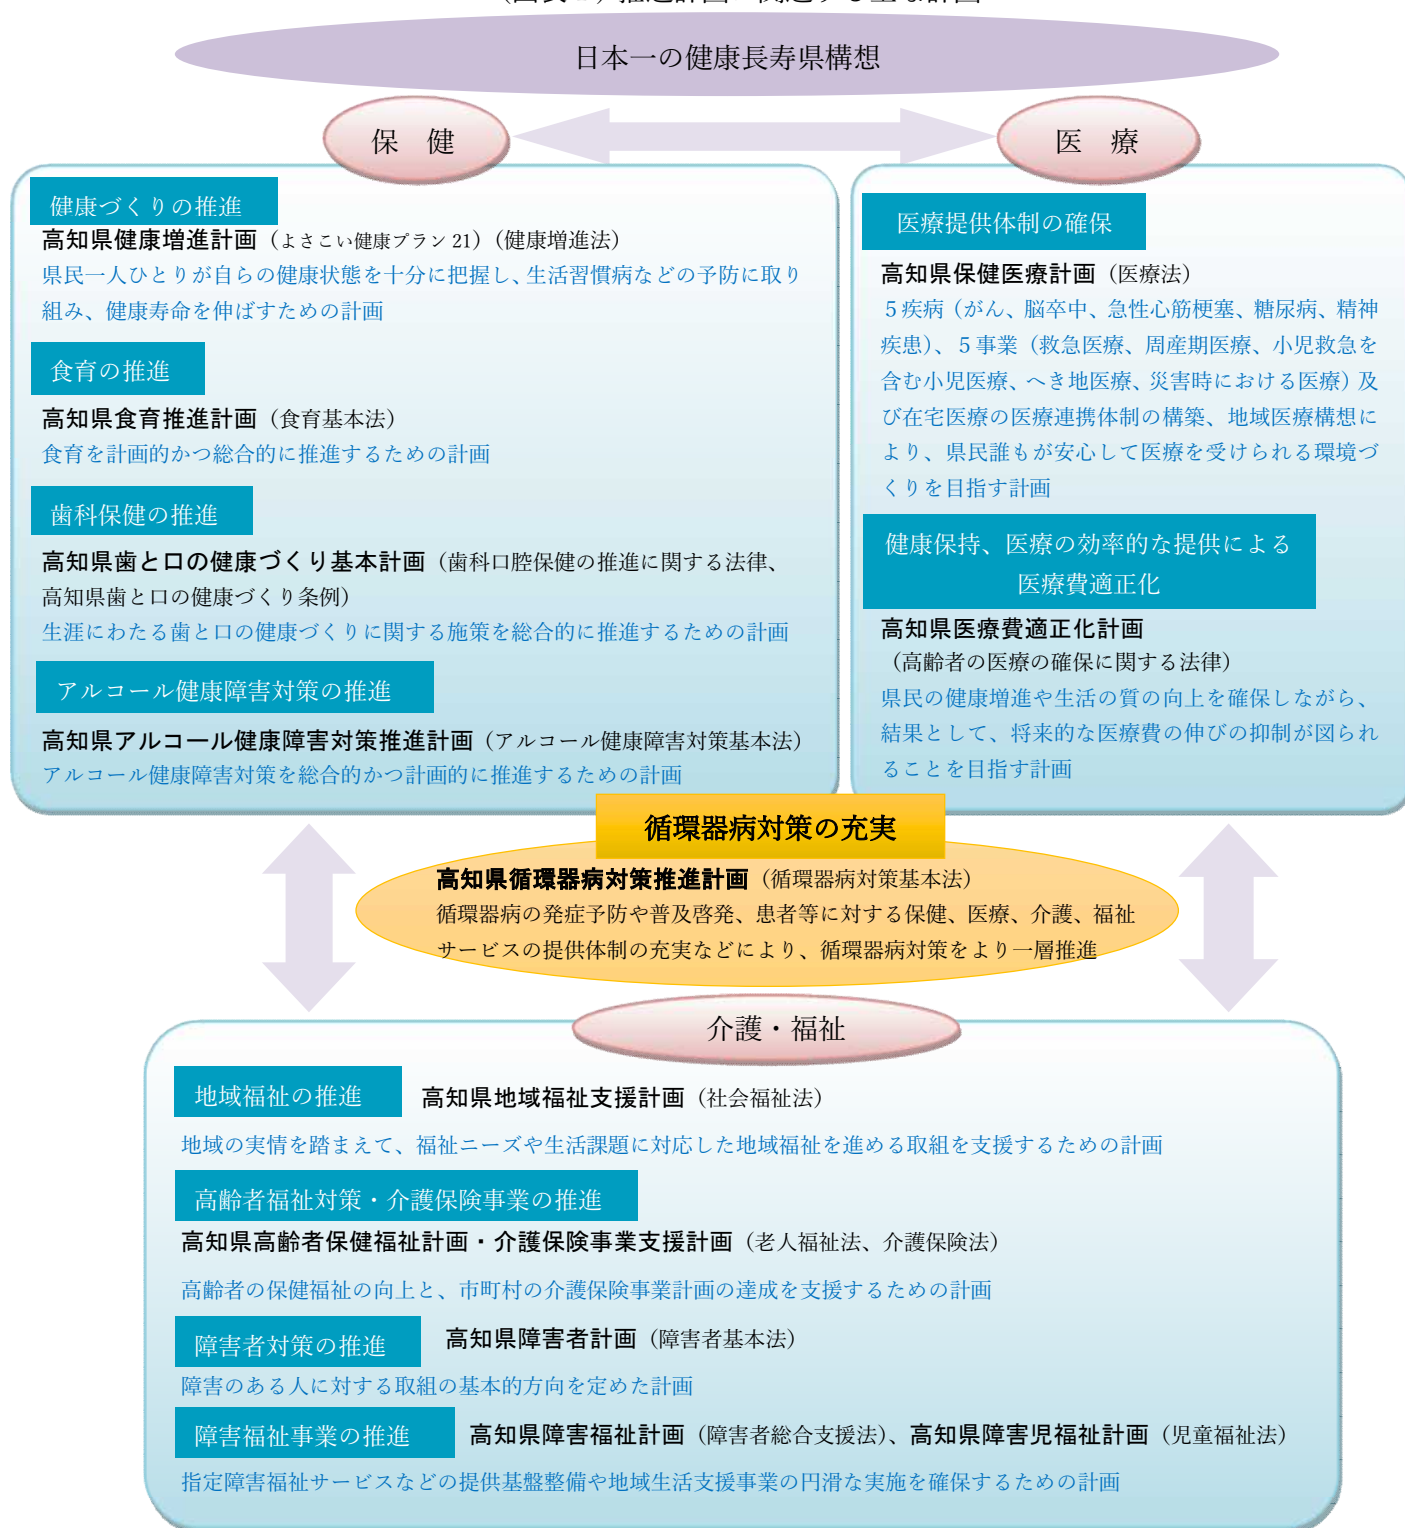 日本一の健康長寿県構想
保　健
医　療
健康づくりの推進
高知県健康増進計画（よさこい健康プラン 21）（健康増進法）
県民一人ひとりが自らの健康状態を十分に把握し、生活習慣病などの予防に取り
組み、健康寿命を伸ばすための計画
食育の推進
高知県食育推進計画（食育基本法）
食育を計画的かつ総合的に推進するための計画
歯科保健の推進
高知県歯と口の健康づくり基本計画（歯科口腔保健の推進に関する法律、
高知県歯と口の健康づくり条例）
生涯にわたる歯と口の健康づくりに関する施策を総合的に推進するための計画
アルコール健康障害対策の推進
高知県アルコール健康障害対策推進計画（アルコール健康障害対策基本法）
アルコール健康障害対策を総合的かつ計画的に推進するための計画
医療提供体制の確保
高知県保健医療計画（医療法）
５疾病（がん、脳卒中、急性心筋梗塞、糖尿病、精神
疾患）、５事業（救急医療、周産期医療、小児救急を
含む小児医療、へき地医療、災害時における医療）及
び在宅医療の医療連携体制の構築、地域医療構想に
より、県民誰もが安心して医療を受けられる環境づ
くりを目指す計画
健康保持、医療の効率的な提供による
医療費適正化
高知県医療費適正化計画
（高齢者の医療の確保に関する法律）
県民の健康増進や生活の質の向上を確保しながら、
結果として、将来的な医療費の伸びの抑制が図られ
ることを目指す計画
循環器病対策の充実
高知県循環器病対策推進計画（循環器病対策基本法）
循環器病の発症予防や普及啓発、患者等に対する保健、医療、介護、福祉
サービスの提供体制の充実などにより、循環器病対策をより一層推進
介護・福祉
地域福祉の推進
高知県地域福祉支援計画（社会福祉法）
地域の実情を踏まえて、福祉ニーズや生活課題に対応した地域福祉を進める取組を支援するための計画
高齢者福祉対策・介護保険事業の推進
高知県高齢者保健福祉計画・介護保険事業支援計画（老人福祉法、介護保険法）
高齢者の保健福祉の向上と、市町村の介護保険事業計画の達成を支援するための計画
障害者対策の推進
高知県障害者計画（障害者基本法）
障害のある人に対する取組の基本的方向を定めた計画
障害福祉事業の推進
高知県障害福祉計画（障害者総合支援法）、高知県障害児福祉計画（児童福祉法）
指定障害福祉サービスなどの提供基盤整備や地域生活支援事業の円滑な実施を確保するための計画